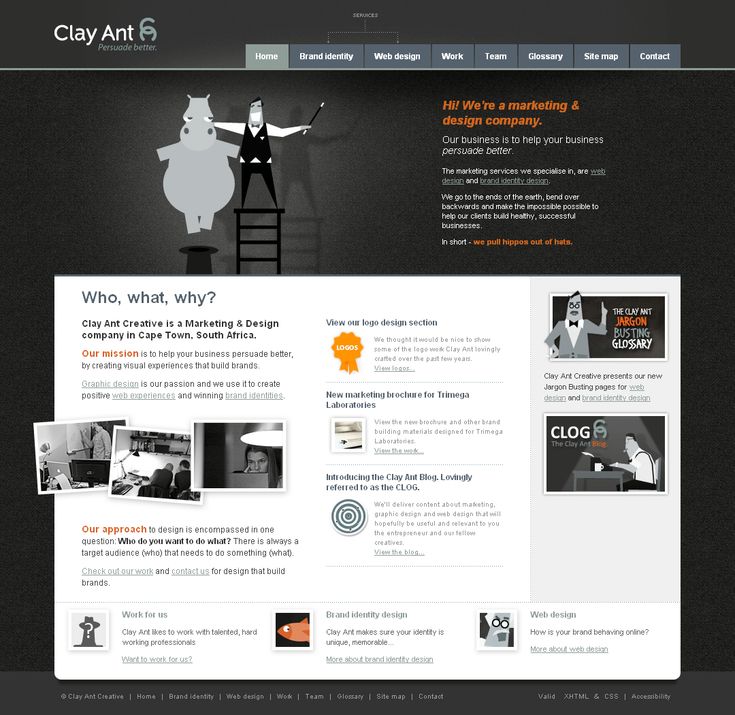 SERVICES
Clay Ant
Persuade better.
Home Brand identity Web design Work Team Glossary Site map Contact
Hi! We're a marketing &
design company.
Our business is to help your business
persuade better.
The marketing services we specialise in, are web
design and brand identity design.
We go to the ends of the earth, bend over
backwards and make the impossible possible to
help our clients build healthy, successful
businesses.
In short - we pull hippos out of hats.
Who, what, why?
Clay Ant Creative is a Marketing & Design
company in Cape Town, South Africa.
Our mission is to help your business persuade better,
by creating visual experiences that build brands.
Graphic design is our passion and we use it to create
positive web experiences and winning brand identities.
Our approach to design is encompassed in one
question: Who do you want to do what? There is always a
target audience (who) that needs to do something (what).
Check out our work and contact us for design that build
brands.
View our logo design section
LOGOS
We thought it would be nice to show
some of the logo work Clay Ant lovingly
crafted over the past few years.
View logos...
New marketing brochure for Trimega
Laboratories
View the new brochure and other brand
building materials designed for Trimega
Laboratories.
View the work...
Introducing the Clay Ant Blog. Lovingly
referred to as the CLOG.
We'll deliver content about marketing,
graphic design and web design that will
hopefully be useful and relevant to you
the entrepreneur and our fellow
creatives.
View the blog...
THE CLAY ANT
JARGON
BUSTING
GLOSSARY
Clay Ant Creative presents our new
Jargon Busting pages for web
design and brand identity design
CLOG
The Clay Ant Blog.
Work for us
Clay Ant likes to work with talented, hard
working professionals
Want to work for us?
Brand identity design
Clay Ant makes sure your identity is
unique, memorable...
More about brand identity design
Web design
How is your brand behaving online?
More about web design
© Clay Ant Creative | Home | Brand identity | Web design | Work | Team | Glossary | Site map | Contact
Valid XHTML & CSS | Accessibility